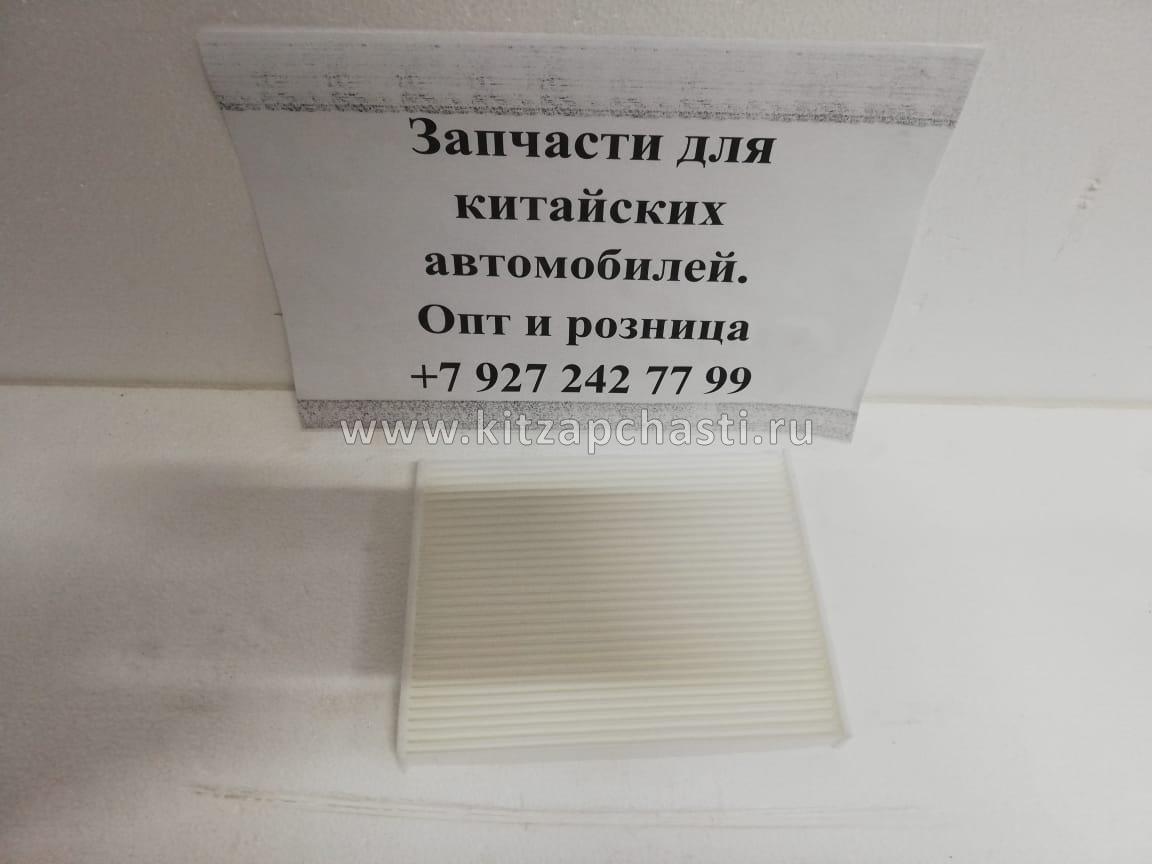 Запчасти для
китайских
автомобилей.
Опт и розница
+7 927 242 77 99
www.kitzapchasti.ru